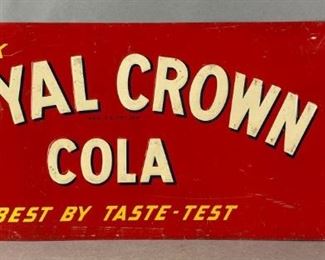 K
YAL CROWN
COLA
BEST BY TASTE-TEST